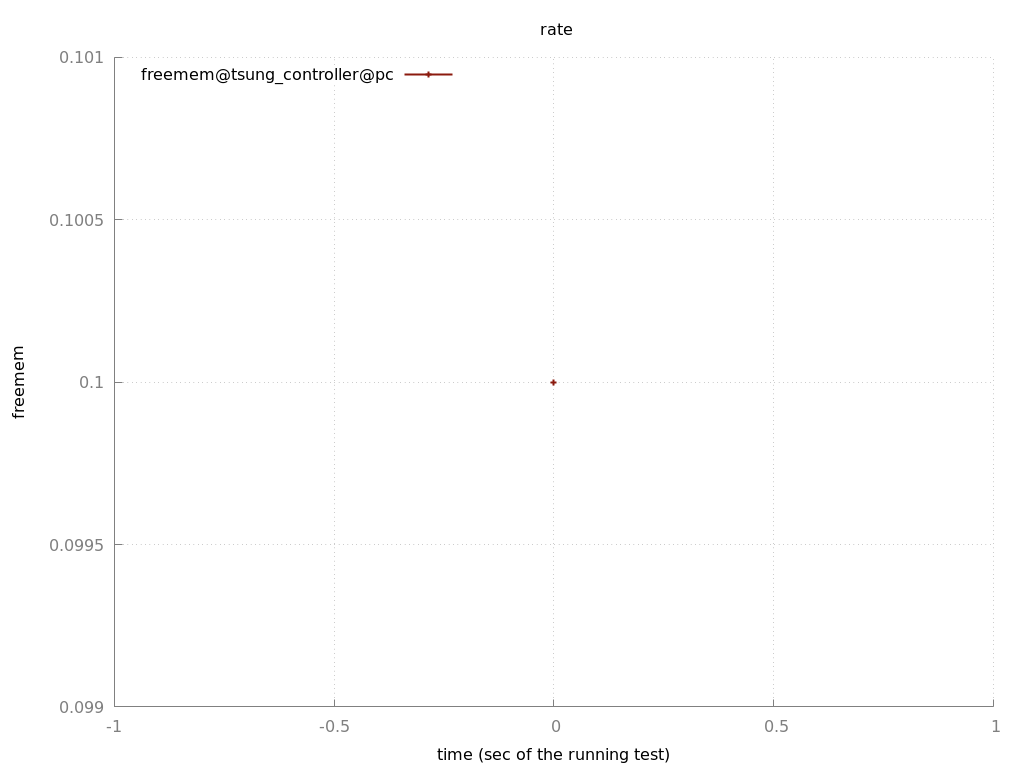 rate
freemem@tsung_controller@pc
0.101
0.1005
0.1
0.0995
0.099
freemem
-1
-0.5
0
0.5
1
time (sec of the running test)